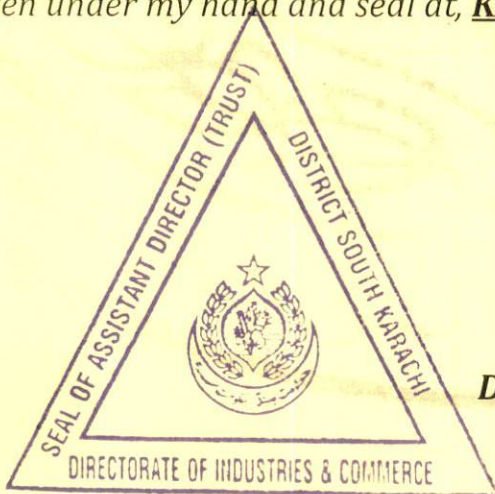 en under my hand and seal at, K
SEAL OF ASSISTANT DIRECTOR (TRUST)
DISTRICT SOUTH KARACHI
D
DIRECTORATE OF INDUSTRIES & COMMERCE